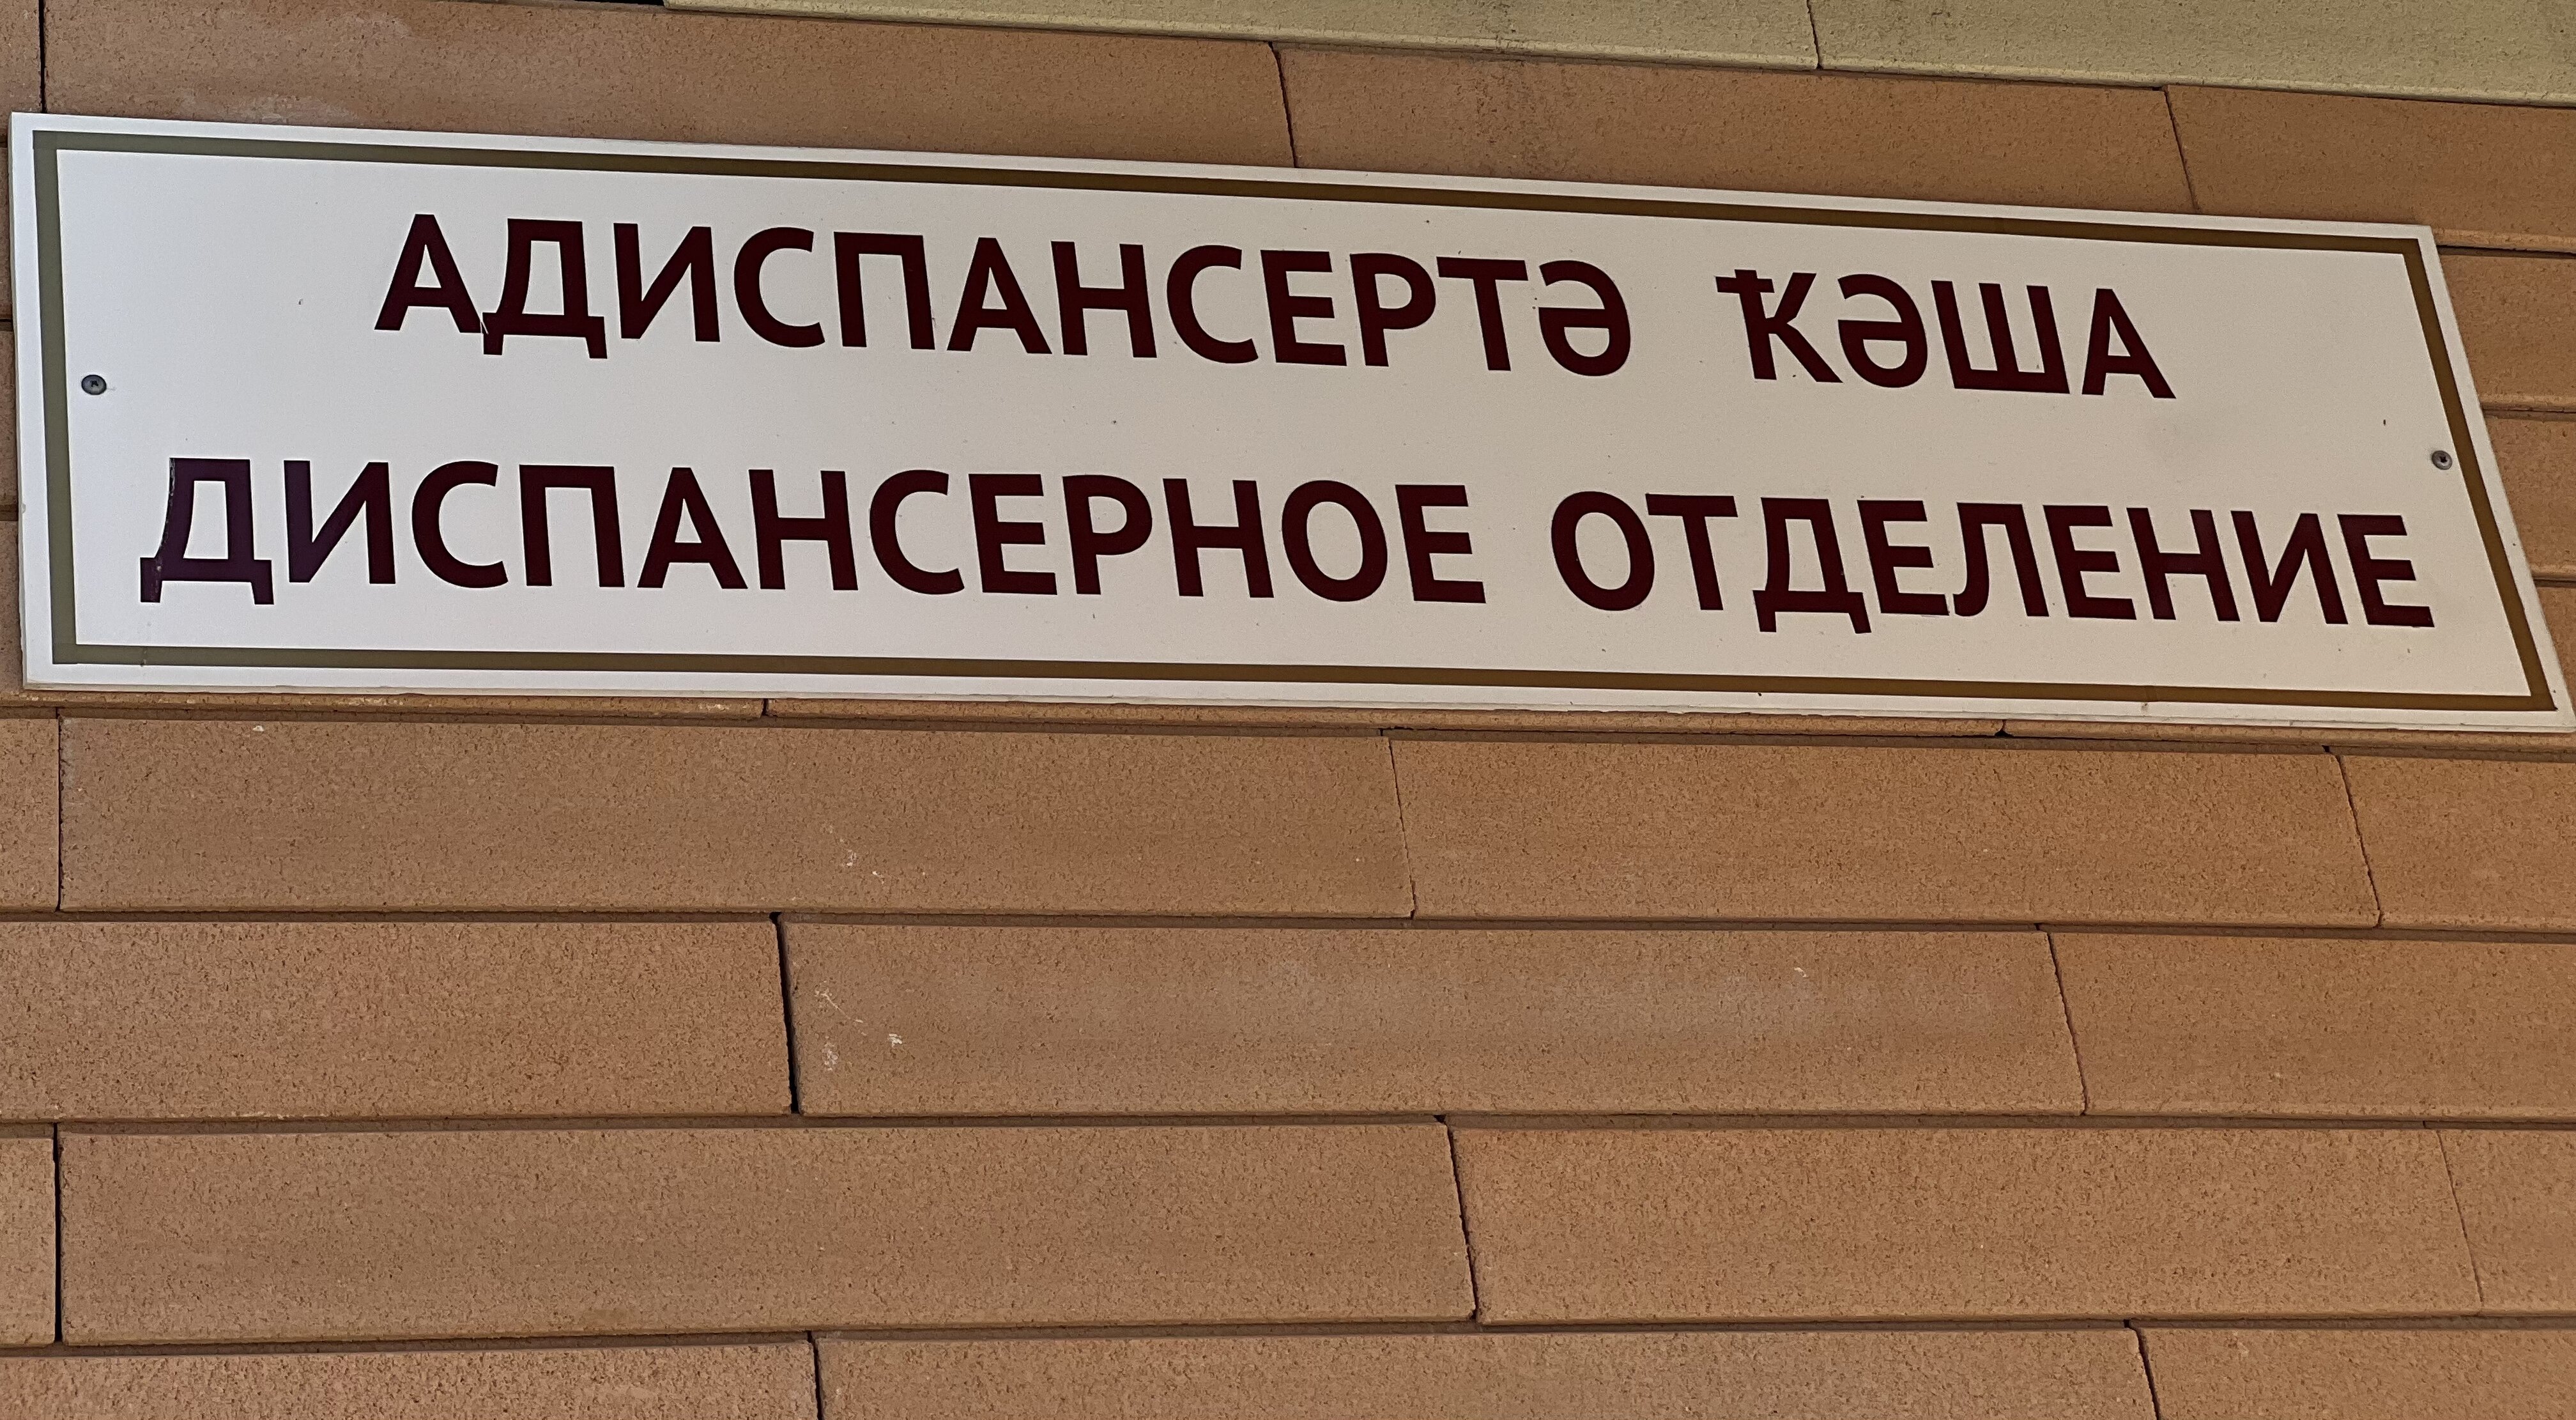 АДИСПАНСЕРТӘ ҞӘША
ДИСПАНСЕРНОЕ ОТДЕЛЕНИЕ